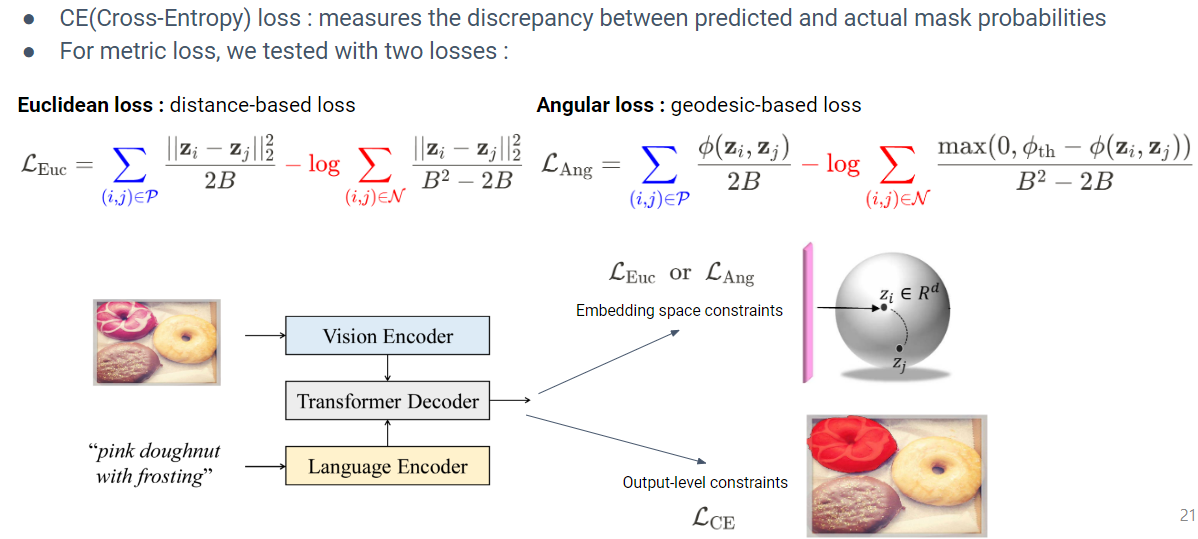 ● CE(Cross-Entropy) loss : measures the discrepancy between predicted and actual mask probabilities
● For metric loss, we tested with two losses :
Euclidean loss : distance-based loss
$\mathcal{L}_{\text{Euc}} = \sum_{(i,j)\in\mathcal{P}} \frac{||\mathbf{z}_i - \mathbf{z}_j||_2^2}{2B} - \log \sum_{(i,j)\in\mathcal{N}} \frac{||\mathbf{z}_i - \mathbf{z}_j||_2^2}{B^2 - 2B}$
Angular loss : geodesic-based loss
$\mathcal{L}_{\text{Ang}} = \sum_{(i,j)\in\mathcal{P}} \frac{\phi(\mathbf{z}_i, \mathbf{z}_j)}{2B} - \log \sum_{(i,j)\in\mathcal{N}} \frac{\max(0, \phi_{\text{th}} - \phi(\mathbf{z}_i, \mathbf{z}_j))}{B^2 - 2B}$
Vision Encoder
Transformer Decoder
Language Encoder
“pink doughnut
with frosting”
$\mathcal{L}_{\text{Euc}}$ or $\mathcal{L}_{\text{Ang}}$
Embedding space constraints
$z_i \in R^d$
$z_j$
Output-level constraints
$\mathcal{L}_{\text{CE}}$
21